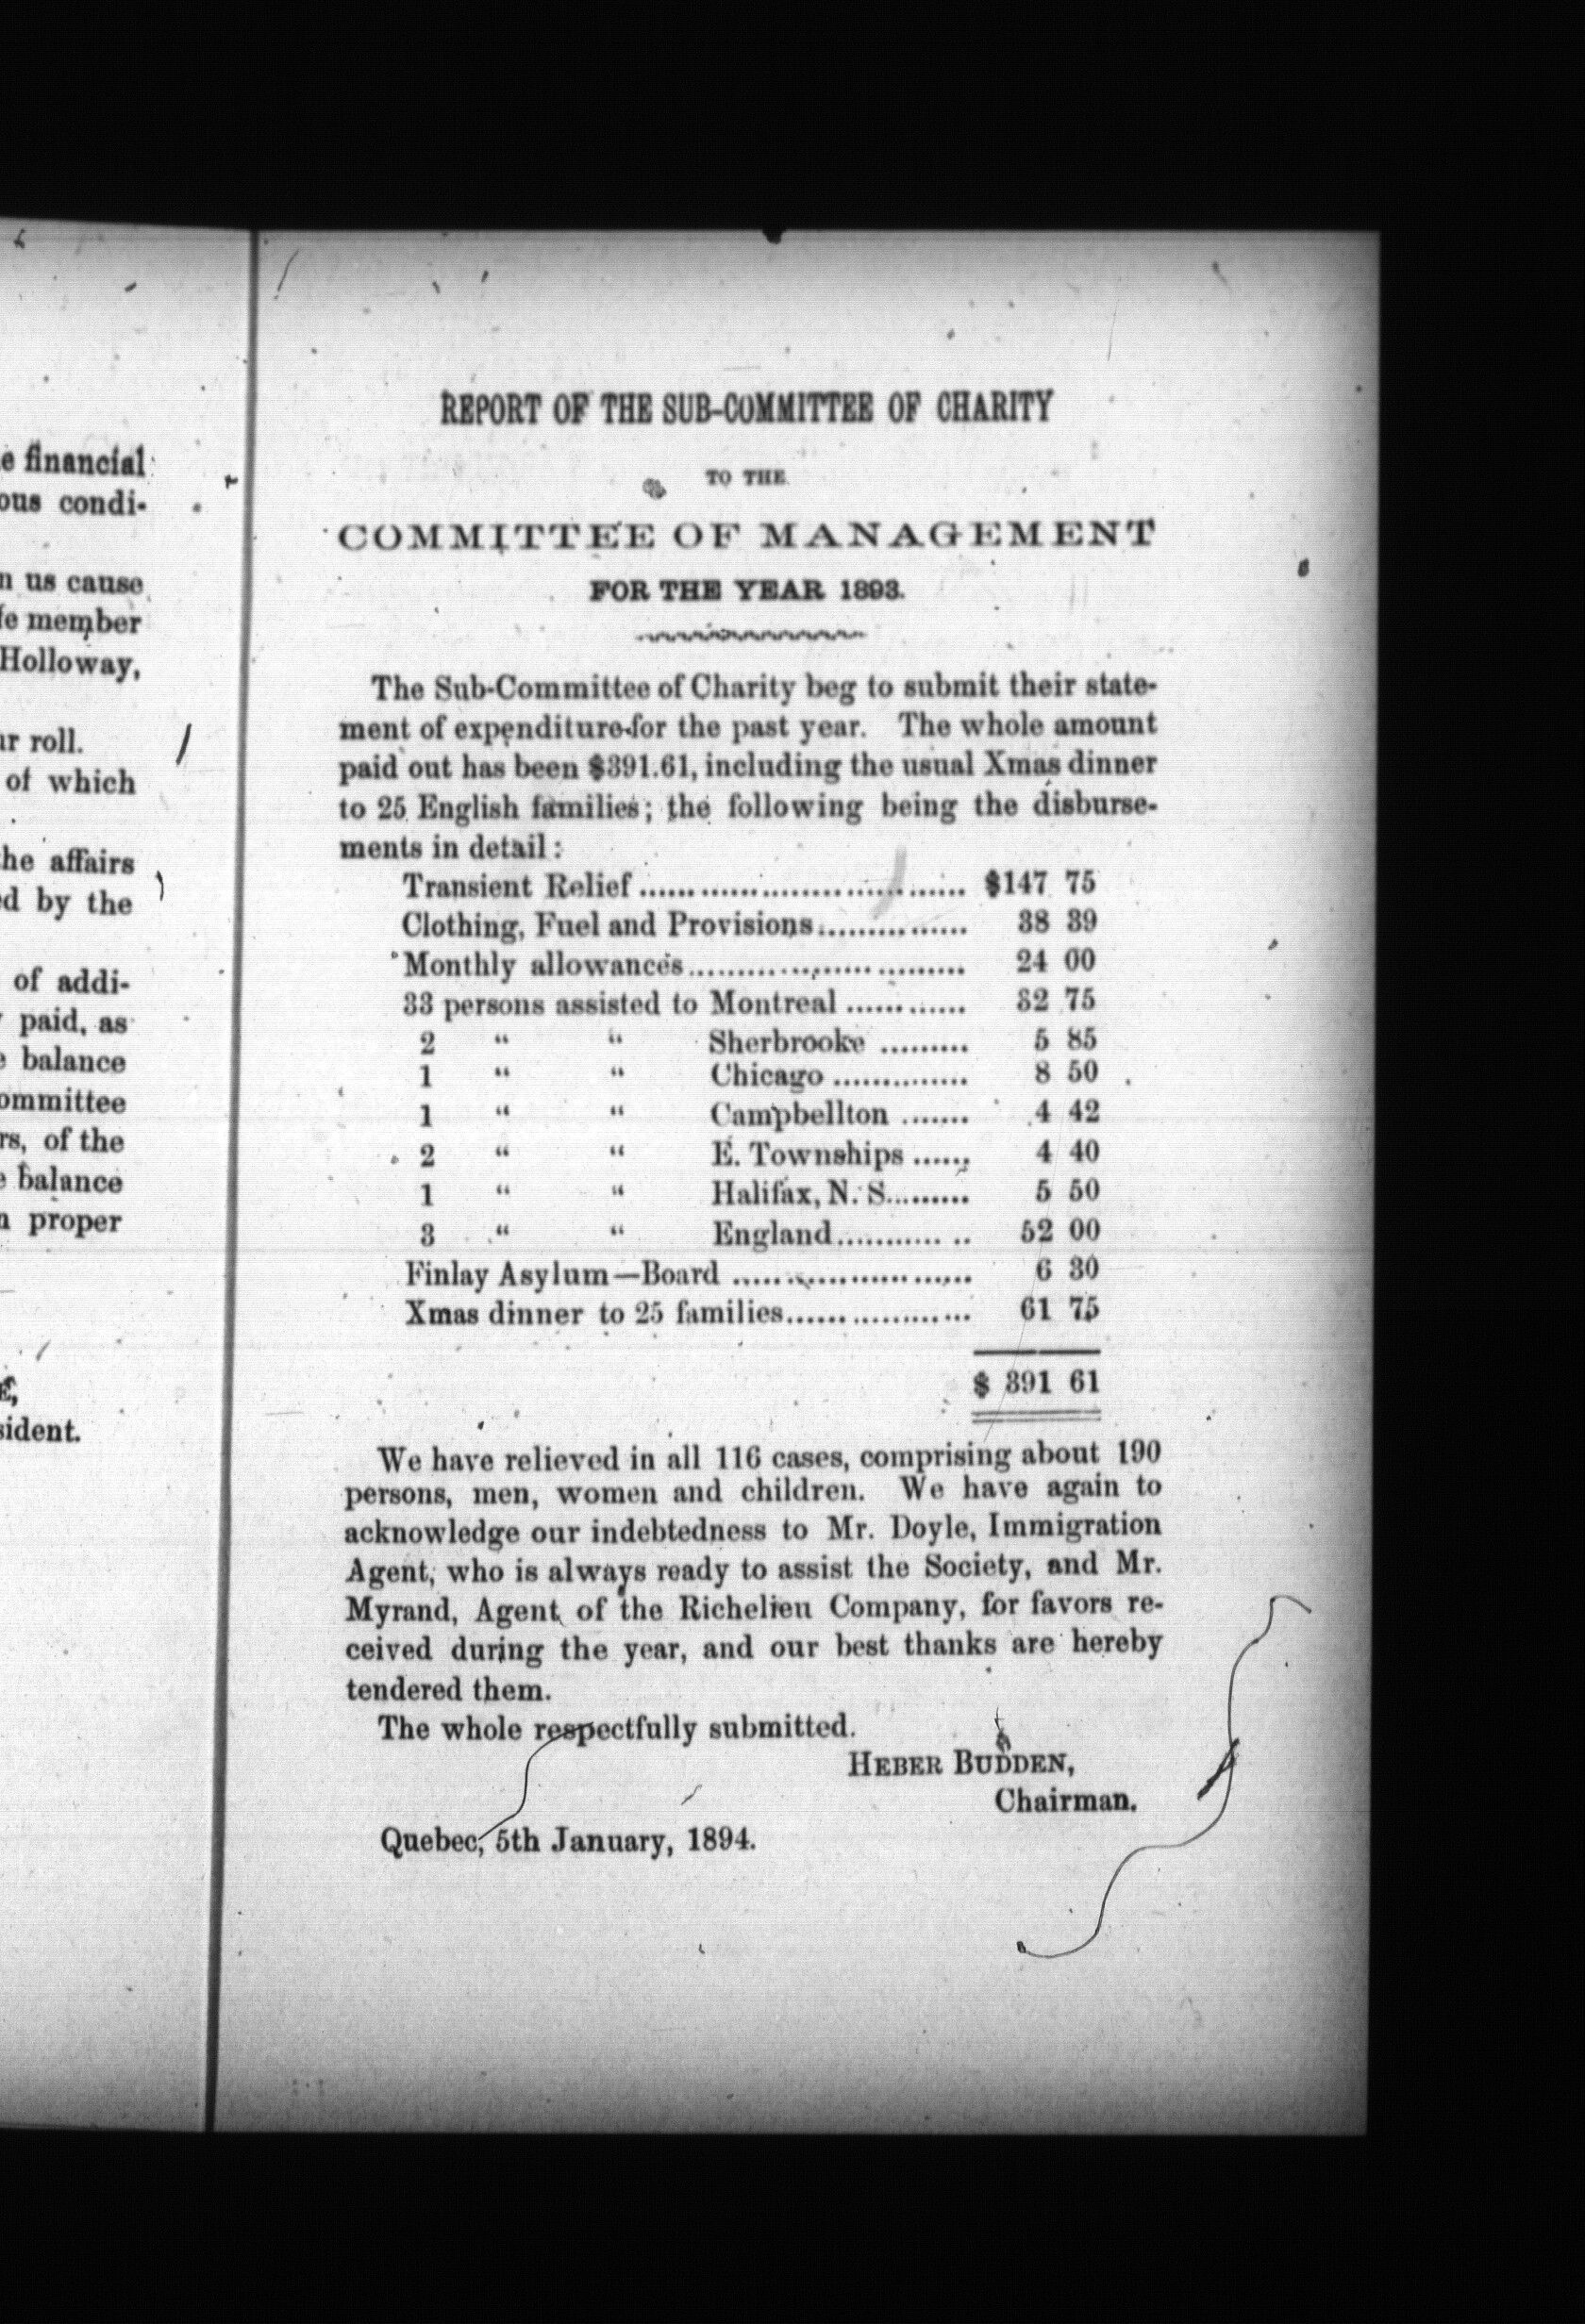 financial
ous condi-
us cause
member
Holloway,
roll.
of which
affairs
by the
of addi-
paid, as
balance
rs, of the
balance
proper
REPORT OF THE SUB-COMMITTEE OF CHARITY
TO THE
COMMITTEE OF MANAGEMENT
FOR THE YEAR 1893.
The Sub-Committee of Charity beg to submit their state-
ment of expenditure for the past year. The whole amount
paid out has been $391.61, including the usual Xmas dinner
to 25 English families; the following being the disburse-
ments in detail:
Transient Relief ........................................ $147 75
Clothing, Fuel and Provisions............... 38 39
Monthly allowances.............................. 24 00
33 persons assisted to Montreal ............ 32 75
2 “ “ Sherbrooke ......... 5 85
1 “ “ Chicago .............. 8 50
1 “ “ Campbellton ....... 4 42
2 “ “ E. Townships ...... 4 40
1 “ “ Halifax, N. S......... 5 50
3 “ “ England............. 52 00
Finlay Asylum—Board .......................... 6 30
Xmas dinner to 25 families.................... 61 75
$ 391 61
We have relieved in all 116 cases, comprising about 190
persons, men, women and children. We have again to
acknowledge our indebtedness to Mr. Doyle, Immigration
Agent, who is always ready to assist the Society, and Mr.
Myrand, Agent of the Richelieu Company, for favors re-
ceived during the year, and our best thanks are hereby
tendered them.
The whole respectfully submitted.
HEBER BUDDEN,
Chairman.
Quebec, 5th January, 1894.